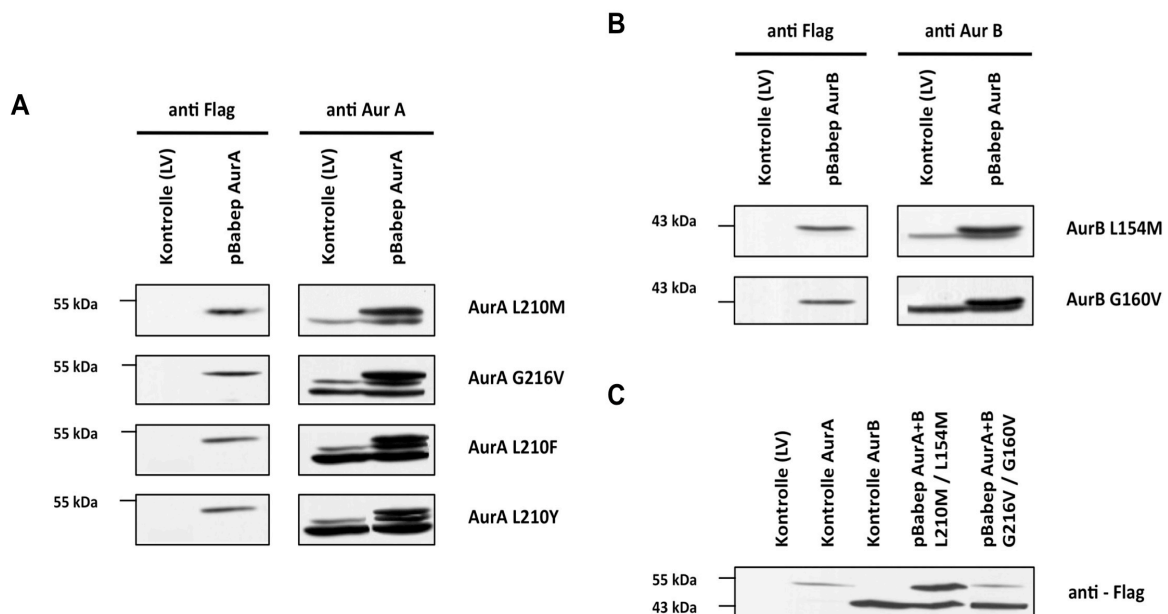 A
anti Flag
anti Aur A
Kontrolle (LV)
pBabep AurA
Kontrolle (LV)
pBabep AurA
55 kDa
AurA L210M
55 kDa
AurA G216V
55 kDa
AurA L210F
55 kDa
AurA L210Y
B
anti Flag
anti Aur B
Kontrolle (LV)
pBabep AurB
Kontrolle (LV)
pBabep AurB
43 kDa
AurB L154M
43 kDa
AurB G160V
C
Kontrolle (LV)
Kontrolle AurA
Kontrolle AurB
pBabep AurA+B
L210M / L154M
pBabep AurA+B
G216V / G160V
55 kDa
anti - Flag
43 kDa